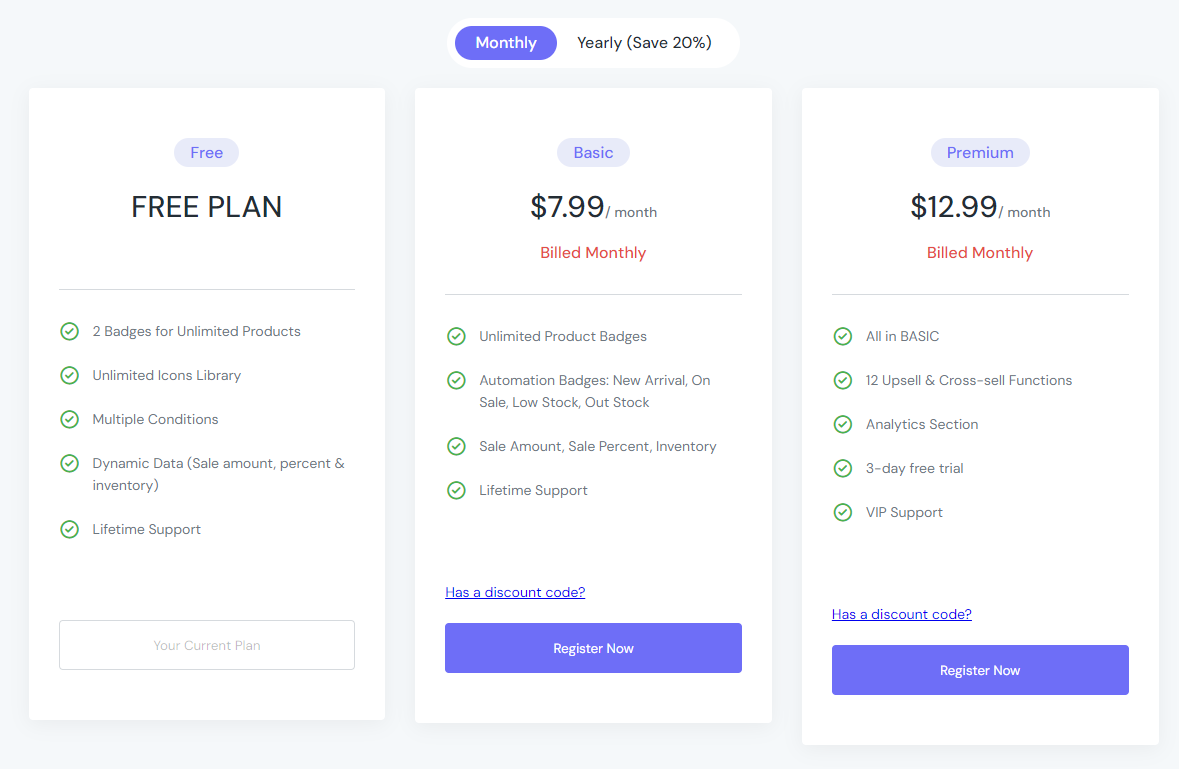 Monthly
Yearly (Save 20%)
Free
FREE PLAN
2 Badges for Unlimited Products
Unlimited Icons Library
Multiple Conditions
Dynamic Data (Sale amount, percent &
inventory)
Lifetime Support
Your Current Plan
Basic
$7.99/ month
Billed Monthly
Unlimited Product Badges
Automation Badges: New Arrival, On
Sale, Low Stock, Out Stock
Sale Amount, Sale Percent, Inventory
Lifetime Support
Has a discount code?
Register Now
Premium
$12.99/ month
Billed Monthly
All in BASIC
12 Upsell & Cross-sell Functions
Analytics Section
3-day free trial
VIP Support
Has a discount code?
Register Now